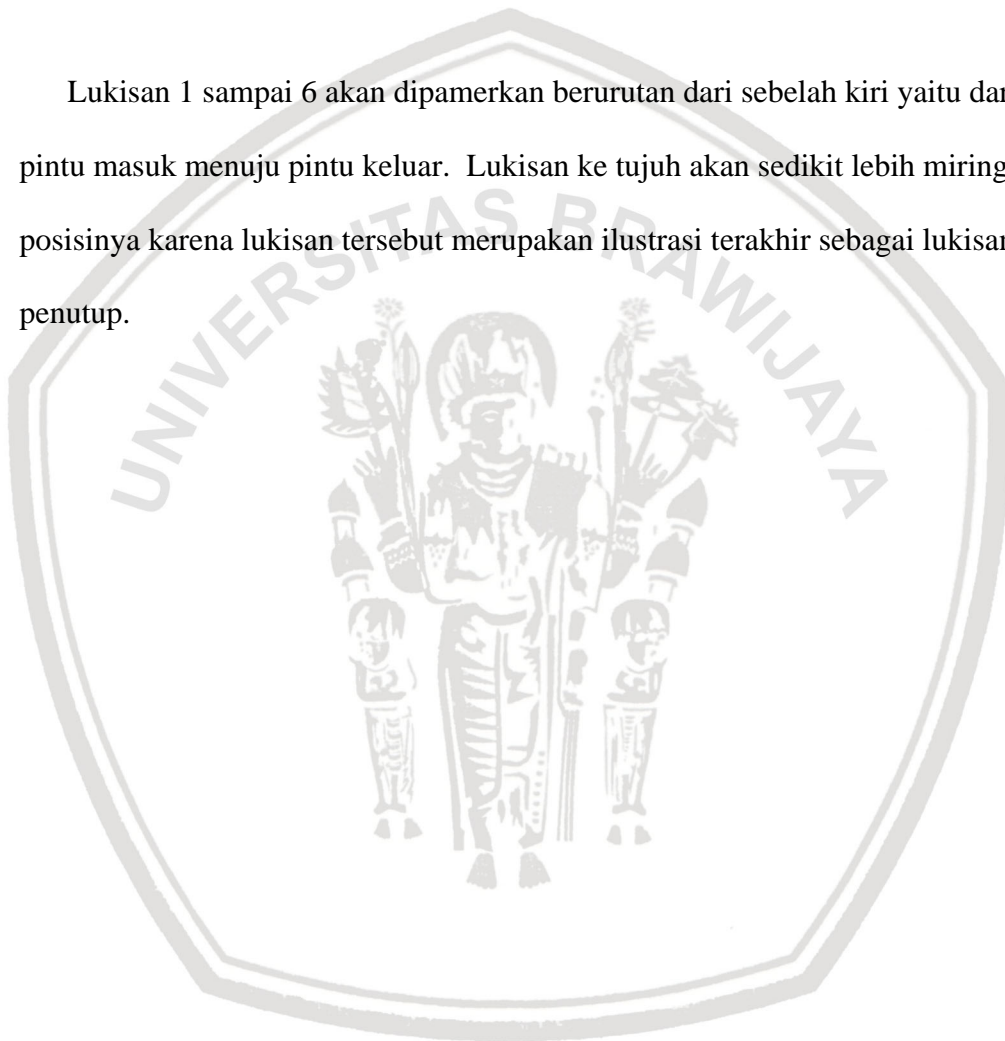 Lukisan 1 sampai 6 akan dipamerkan berurutan dari sebelah kiri yaitu dar
pintu masuk menuju pintu keluar. Lukisan ke tujuh akan sedikit lebih miring
posisinya karena lukisan tersebut merupakan ilustrasi terakhir sebagai lukisan
penutup.
UNIVERSITAS BRAWIJAYA